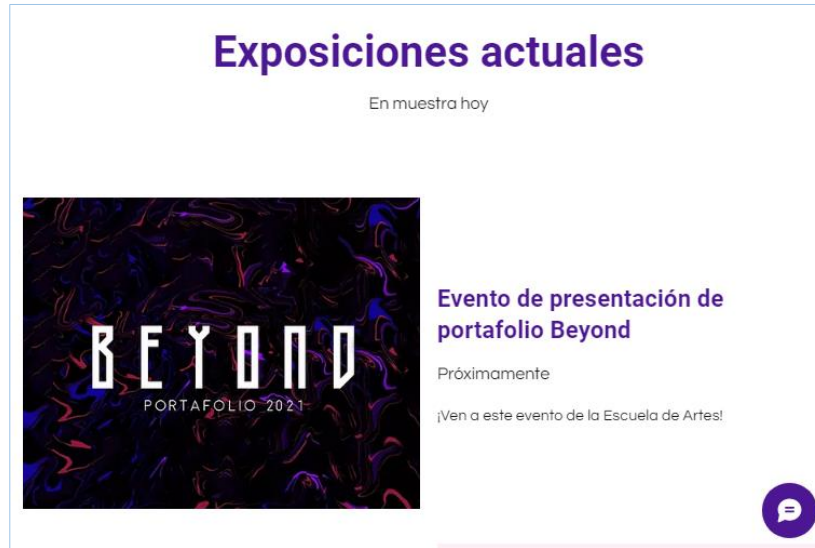 Exposiciones actuales
En muestra hoy
BEYOND
PORTAFOLIO 2021
Evento de presentación de
portafolio Beyond
Próximamente
¡Ven a este evento de la Escuela de Artes!